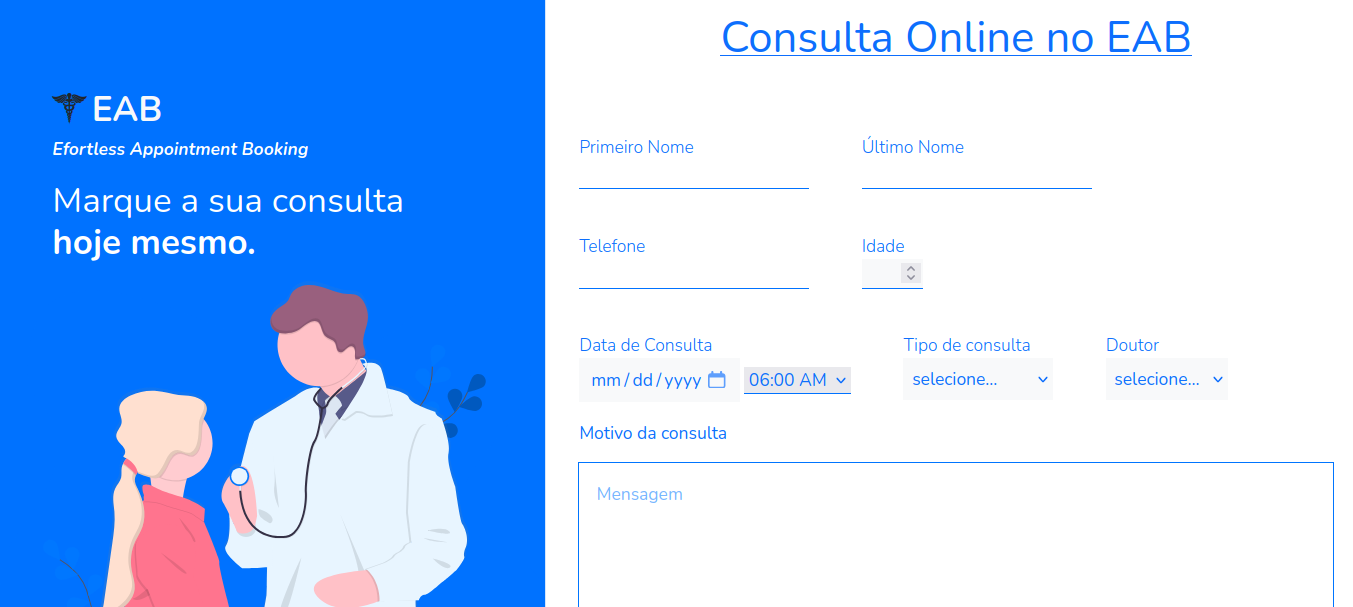 EAB
Efortless Appointment Booking
Marque a sua consulta
hoje mesmo.
Consulta Online no EAB
Primeiro Nome
Último Nome
Telefone
Idade
Data de Consulta
mm/dd/yyyy
06:00 AM
Tipo de consulta
selecione...
Doutor
selecione...
Motivo da consulta
Mensagem